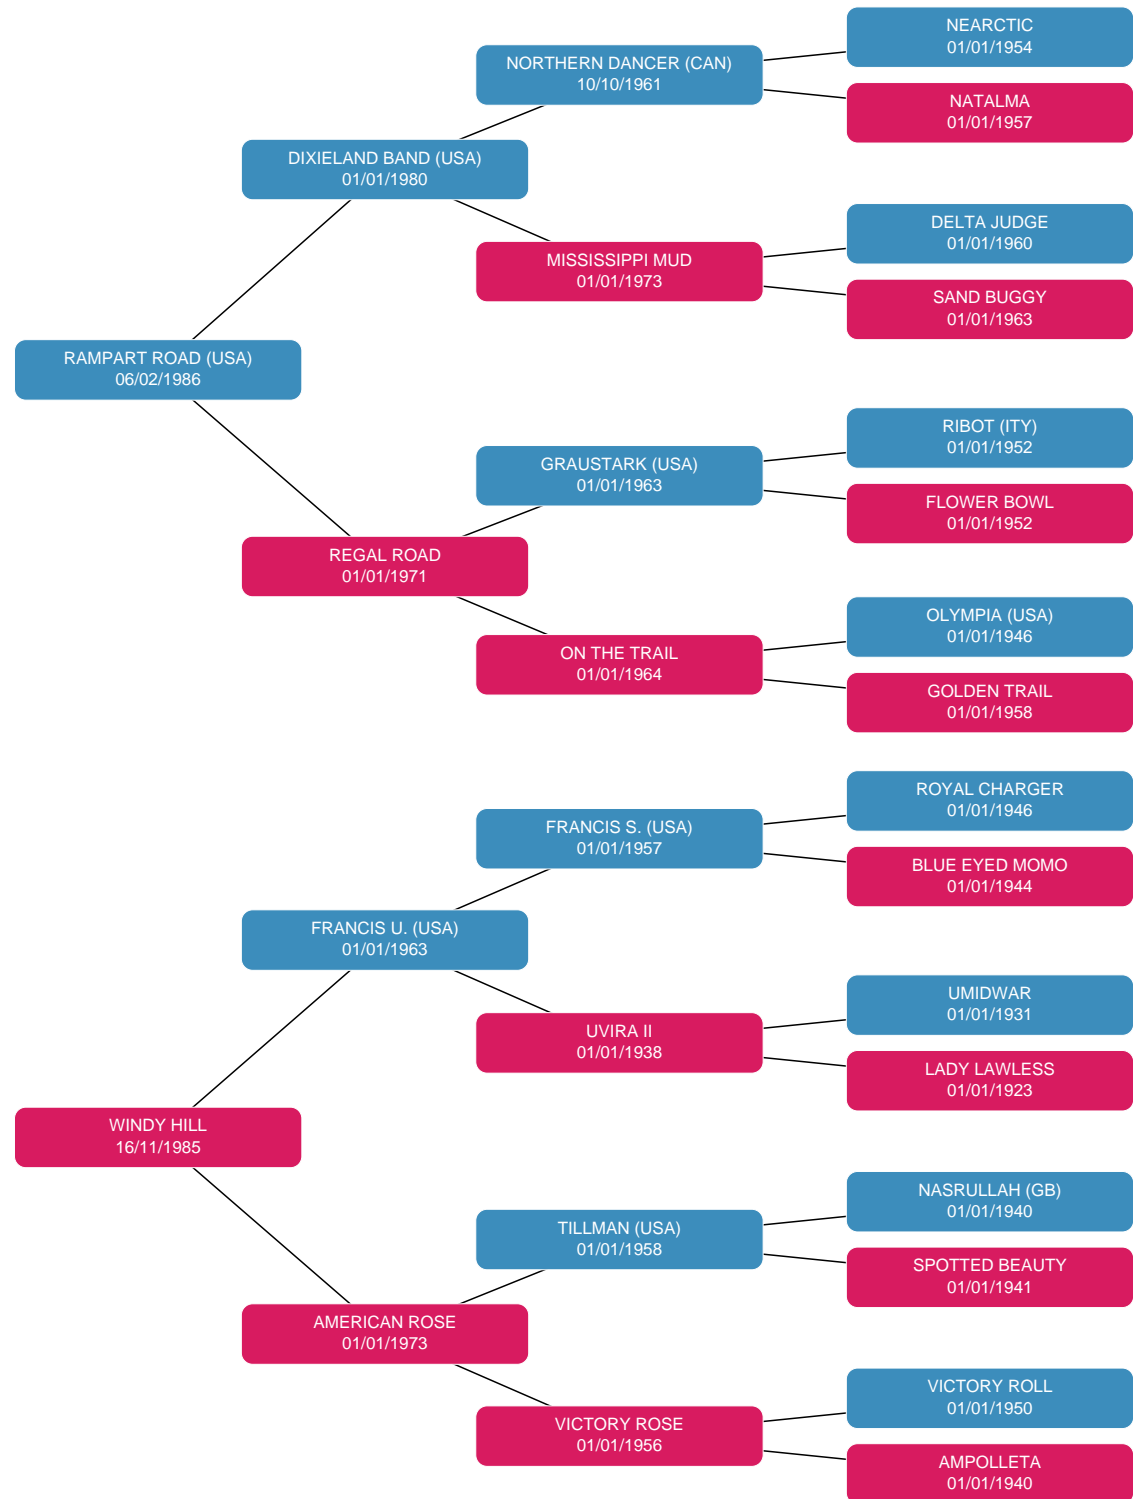 NEARCTIC
01/01/1954
NORTHERN DANCER (CAN)
10/10/1961
NATALMA
01/01/1957
DIXIELAND BAND (USA)
01/01/1980
DELTA JUDGE
01/01/1960
MISSISSIPPI MUD
01/01/1973
SAND BUGGY
01/01/1963
RAMPART ROAD (USA)
06/02/1986
RIBOT (ITY)
01/01/1952
GRAUSTARK (USA)
01/01/1963
FLOWER BOWL
01/01/1952
REGAL ROAD
01/01/1971
OLYMPIA (USA)
01/01/1946
ON THE TRAIL
01/01/1964
GOLDEN TRAIL
01/01/1958
ROYAL CHARGER
01/01/1946
FRANCIS S. (USA)
01/01/1957
BLUE EYED MOMO
01/01/1944
FRANCIS U. (USA)
01/01/1963
UMIDWAR
01/01/1931
UVIRA II
01/01/1938
LADY LAWLESS
01/01/1923
WINDY HILL
16/11/1985
NASRULLAH (GB)
01/01/1940
TILLMAN (USA)
01/01/1958
SPOTTED BEAUTY
01/01/1941
AMERICAN ROSE
01/01/1973
VICTORY ROLL
01/01/1950
VICTORY ROSE
01/01/1956
AMPOLLETA
01/01/1940